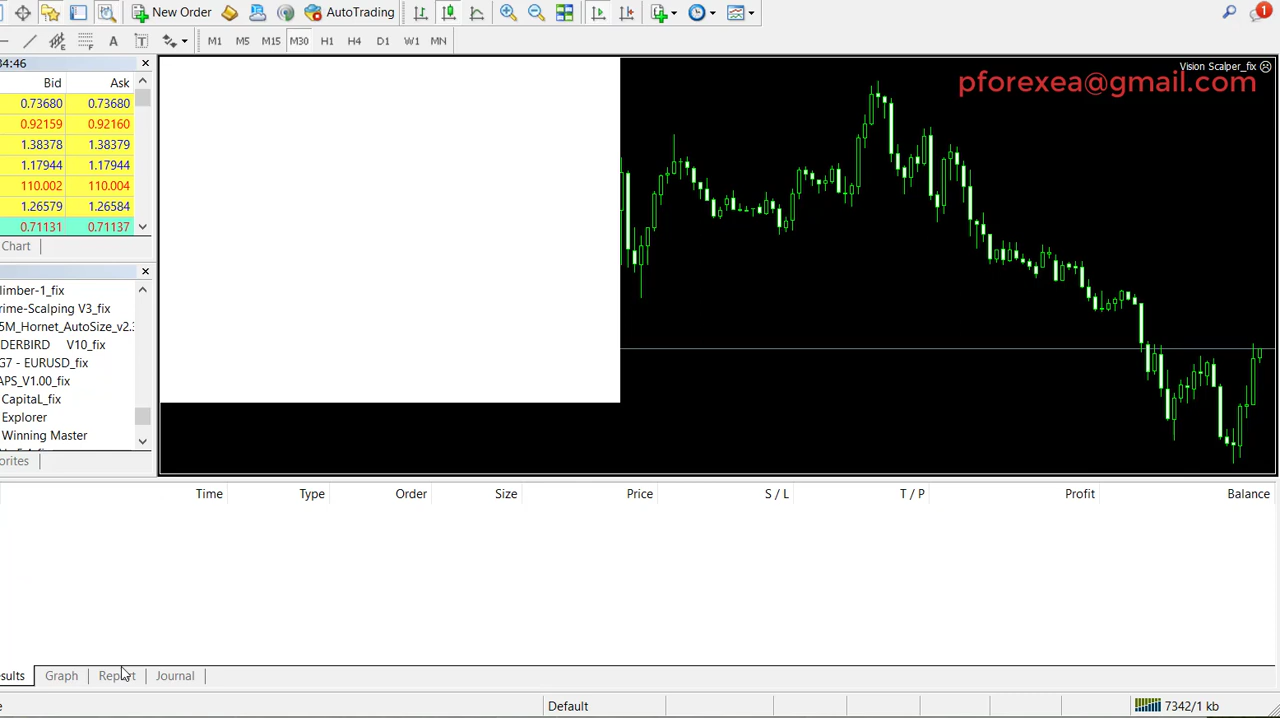 New Order
AutoTrading
1
M1 M5 M15 M30 H1 H4 D1 W1 MN
34:46
Bid Ask
0.73680 0.73680
0.92159 0.92160
1.38378 1.38379
1.17944 1.17944
110.002 110.004
1.26579 1.26584
0.71131 0.71137
Chart
Vision Scalper_fix
pforexea@gmail.com
limber-1_fix
rime-Scalping V3_fix
5M_Hornet_AutoSize_v2.3
DERBIRD V10_fix
G7 - EURUSD_fix
APS_V1.00_fix
CapitaL_fix
Explorer
Winning Master
orites
Time Type Order Size Price S / L T / P Profit Balance
esults Graph Report Journal
Default
7342/1 kb